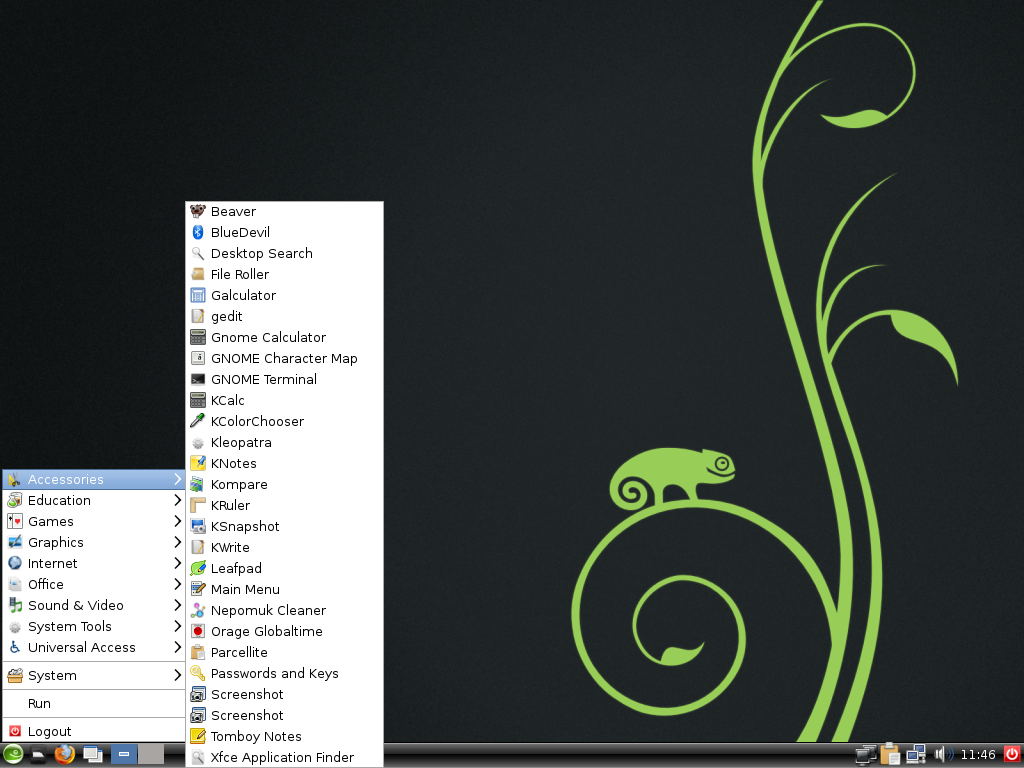 Beaver
BlueDevil
Desktop Search
File Roller
Galculator
gedit
Gnome Calculator
GNOME Character Map
GNOME Terminal
KCalc
KColorChooser
Kleopatra
KNotes
Kompare
KRuler
KSnapshot
KWrite
Leafpad
Main Menu
Nepomuk Cleaner
Orage Globaltime
Parcellite
Passwords and Keys
Screenshot
Screenshot
Tomboy Notes
Xfce Application Finder
Accessories
Education
Games
Graphics
Internet
Office
Sound & Video
System Tools
Universal Access
System
Run
Logout
11:46